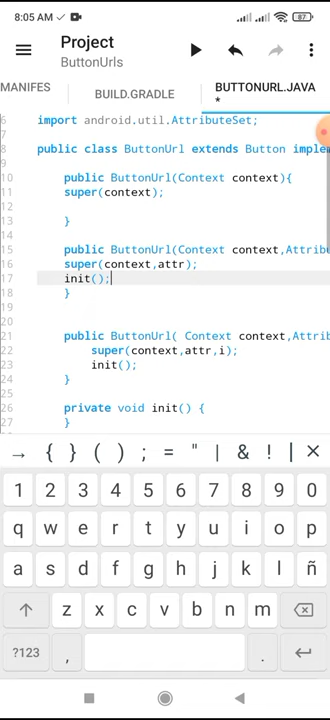 8:05 AM
87
Project
ButtonUrls
MANIFES
BUILD.GRADLE
BUTTONURL.JAVA
*
6 import android.util.AttributeSet;
7
8 public class ButtonUrl extends Button implem
9
10 public ButtonUrl(Context context){
11 super(context);
12
13 }
14
15 public ButtonUrl(Context context,Attrib
16 super(context,attr);
17 init();
18 }
19
20
21 public ButtonUrl( Context context,Attrib
22 super(context,attr,i);
23 init();
24 }
25
26 private void init() {
27 }
→ { } ( ) ; = " | & ! |
1 2 3 4 5 6 7 8 9 0
q w e r t y u i o p
a s d f g h j k l ñ
z x c v b n m
?123 , .